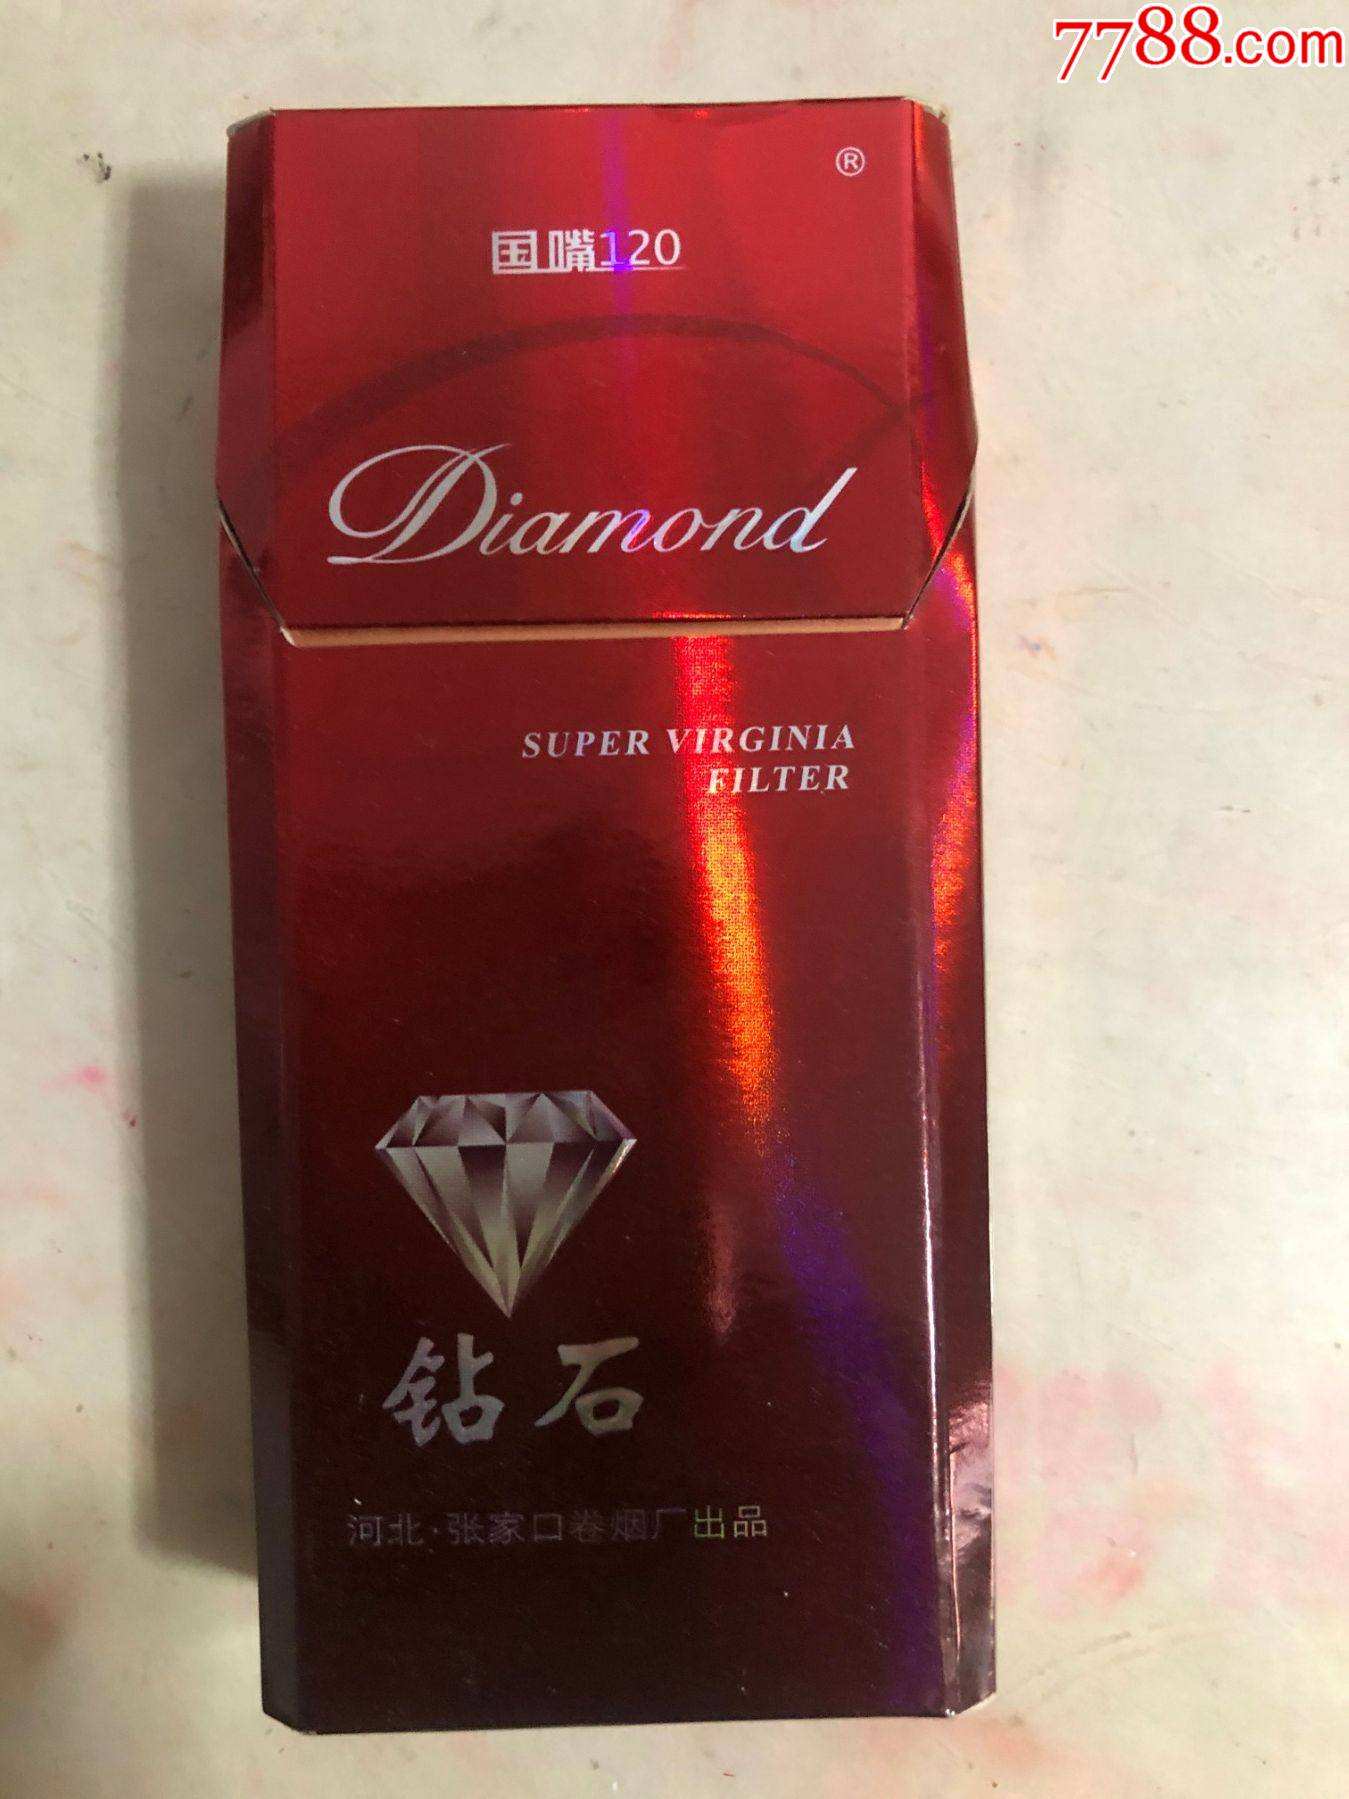 7788.com
®
国嘴120
Diamond
SUPER VIRGINIA
FILTER
钻石
河北·张家口卷烟厂出品